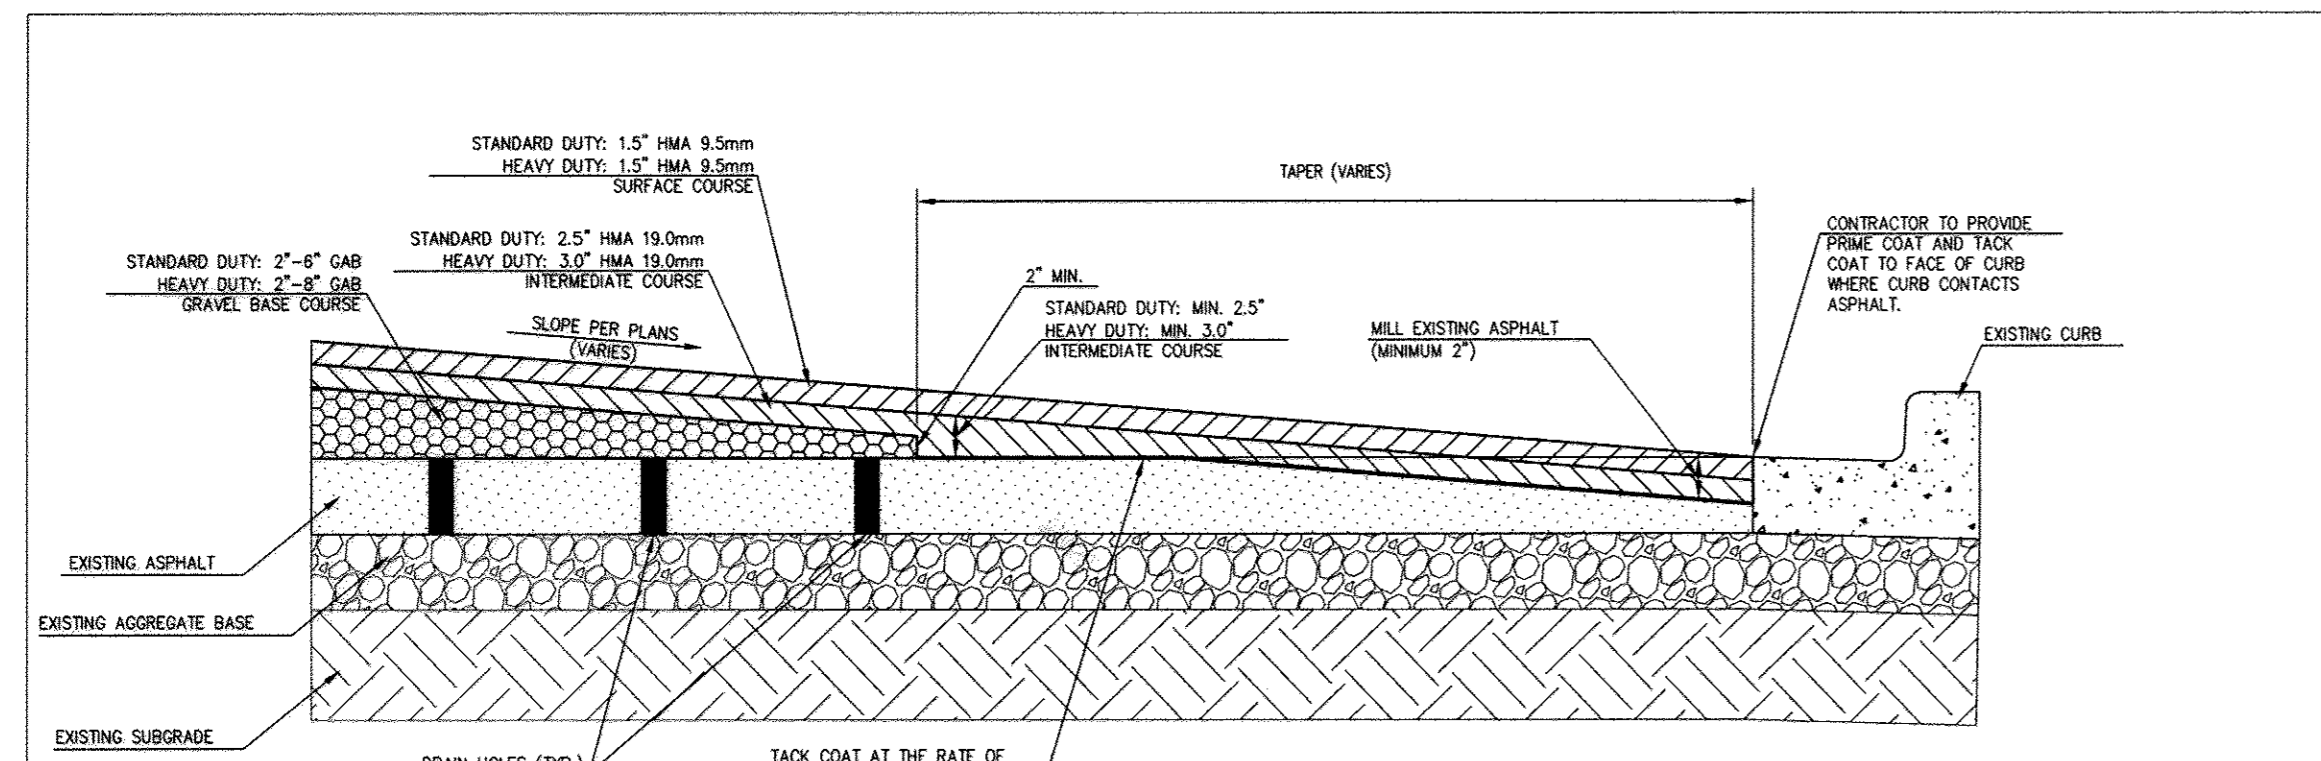 STANDARD DUTY: 1.5" HMA 9.5mm
HEAVY DUTY: 1.5" HMA 9.5mm
SURFACE COURSE
TAPER (VARIES)
STANDARD DUTY: 2.5" HMA 19.0mm
HEAVY DUTY: 3.0" HMA 19.0mm
INTERMEDIATE COURSE
STANDARD DUTY: 2"-6" GAB
HEAVY DUTY: 2"-8" GAB
GRAVEL BASE COURSE
SLOPE PER PLANS
(VARIES)
2" MIN.
STANDARD DUTY: MIN. 2.5"
HEAVY DUTY: MIN. 3.0"
INTERMEDIATE COURSE
MILL EXISTING ASPHALT
(MINIMUM 2")
CONTRACTOR TO PROVIDE
PRIME COAT AND TACK
COAT TO FACE OF CURB
WHERE CURB CONTACTS
ASPHALT.
EXISTING CURB
EXISTING ASPHALT
EXISTING AGGREGATE BASE
EXISTING SUBGRADE
DRAIN HOLES (TYP.)
TACK COAT AT THE RATE OF